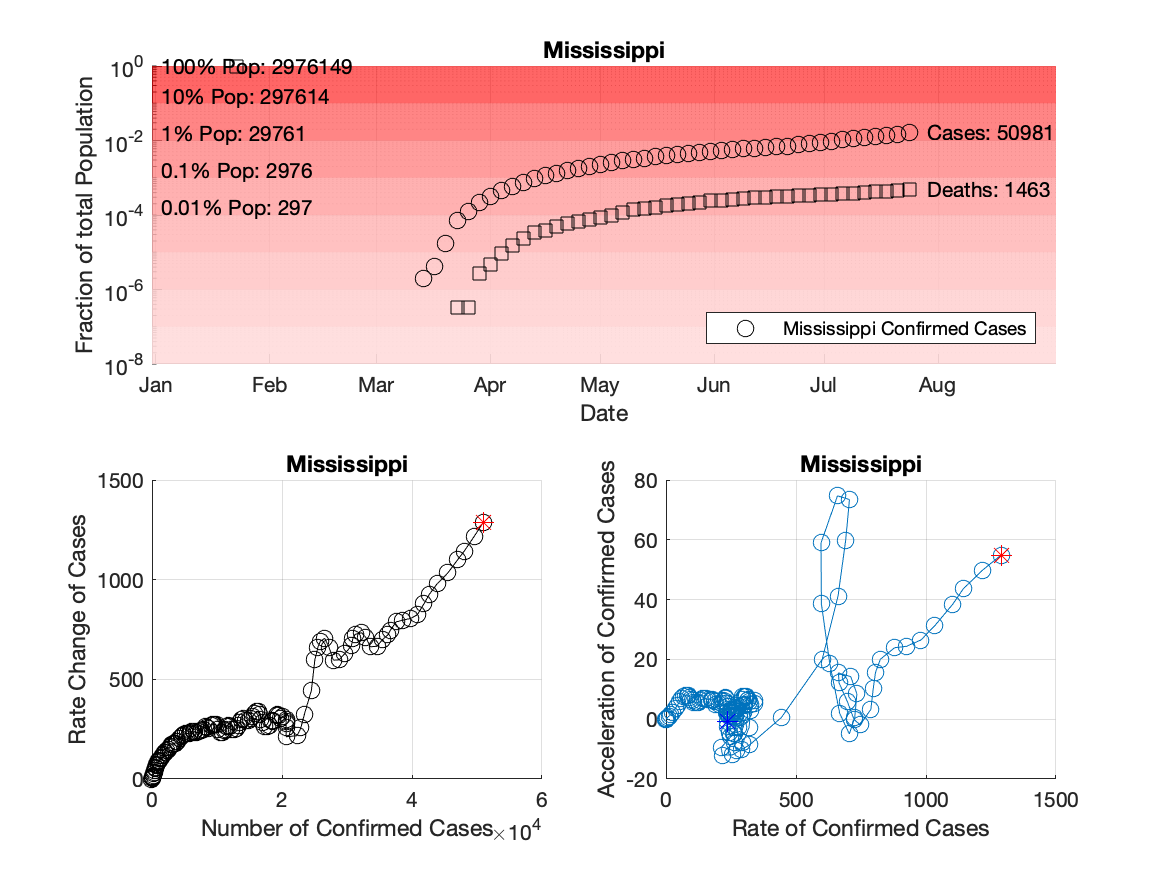 Mississippi
10^0
10^-2
10^-4
10^-6
10^-8
Fraction of total Population
100% Pop: 2976149
10% Pop: 297614
1% Pop: 29761
0.1% Pop: 2976
0.01% Pop: 297
Cases: 50981
Deaths: 1463
Mississippi Confirmed Cases
Jan Feb Mar Apr May Jun Jul Aug
Date
Mississippi
1500
1000
500
0
Rate Change of Cases
0 2 4 6
Number of Confirmed Cases ×10^4
Mississippi
80
60
40
20
0
-20
Acceleration of Confirmed Cases
0 500 1000 1500
Rate of Confirmed Cases